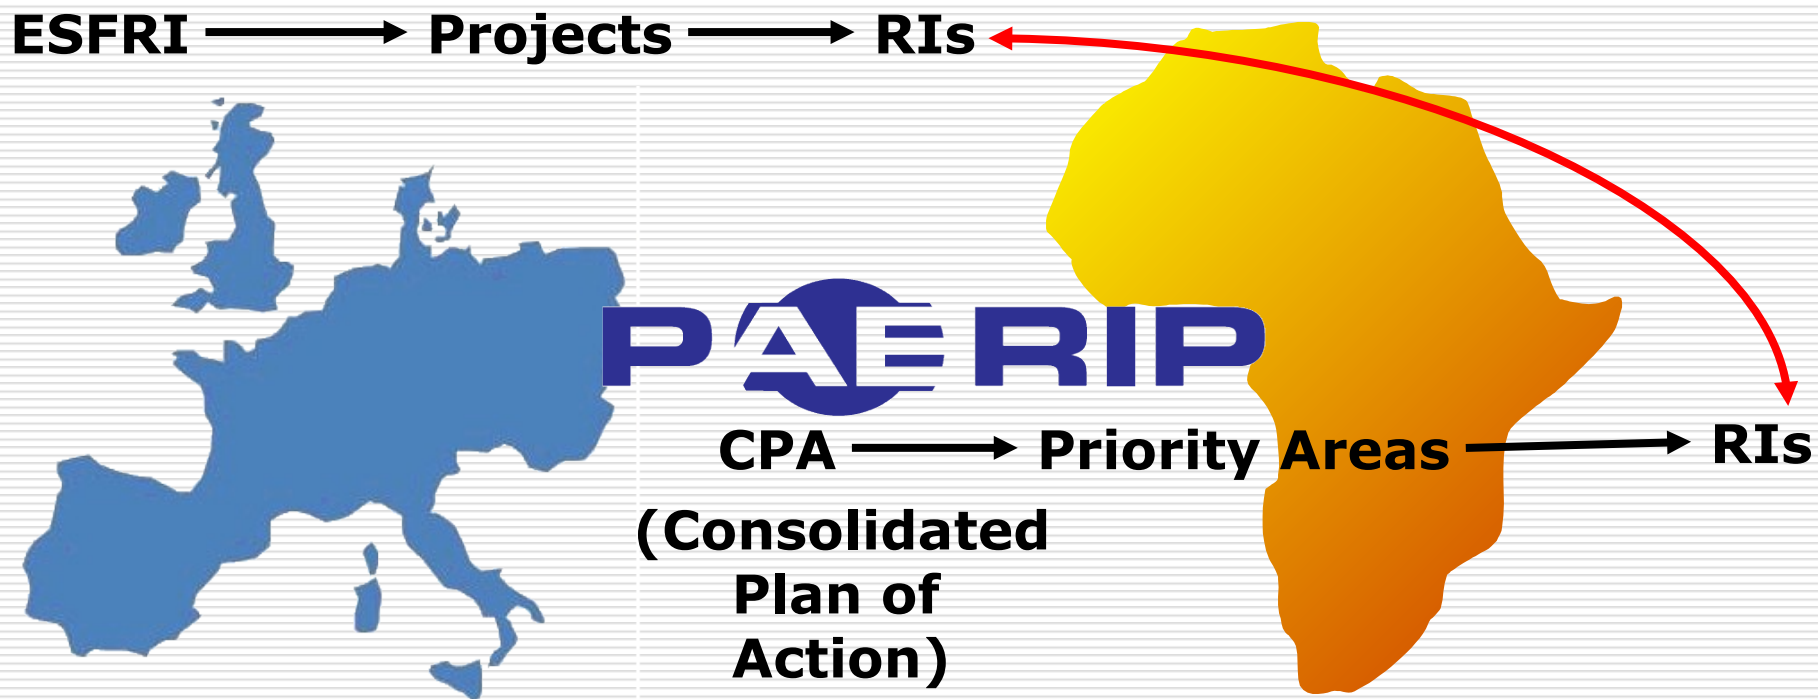 ESFRI Projects RIs
PAERIP
CPA Priority Areas RIs
(Consolidated
Plan of
Action)